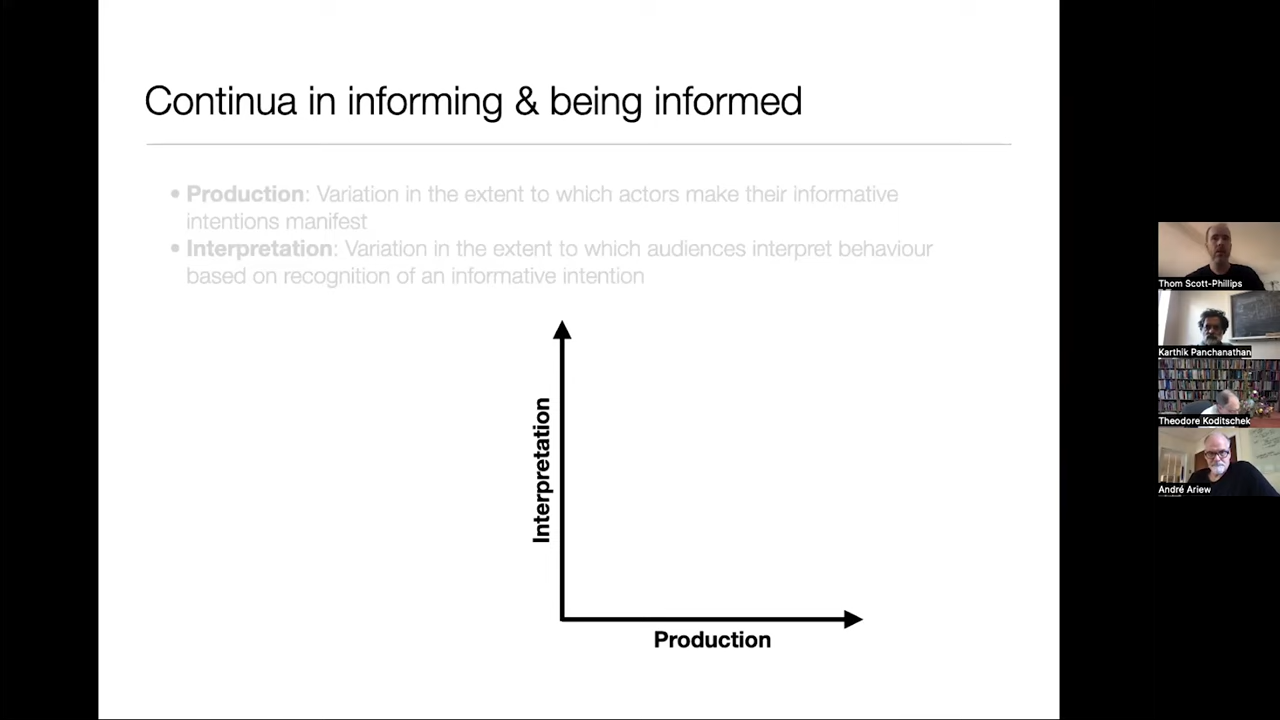 Continua in informing & being informed
• Production: Variation in the extent to which actors make their informative
intentions manifest
• Interpretation: Variation in the extent to which audiences interpret behaviour
based on recognition of an informative intention
Interpretation
Production
Thom Scott-Phillips
Karthik Panchanathan
Theodore Koditschek
André Ariew